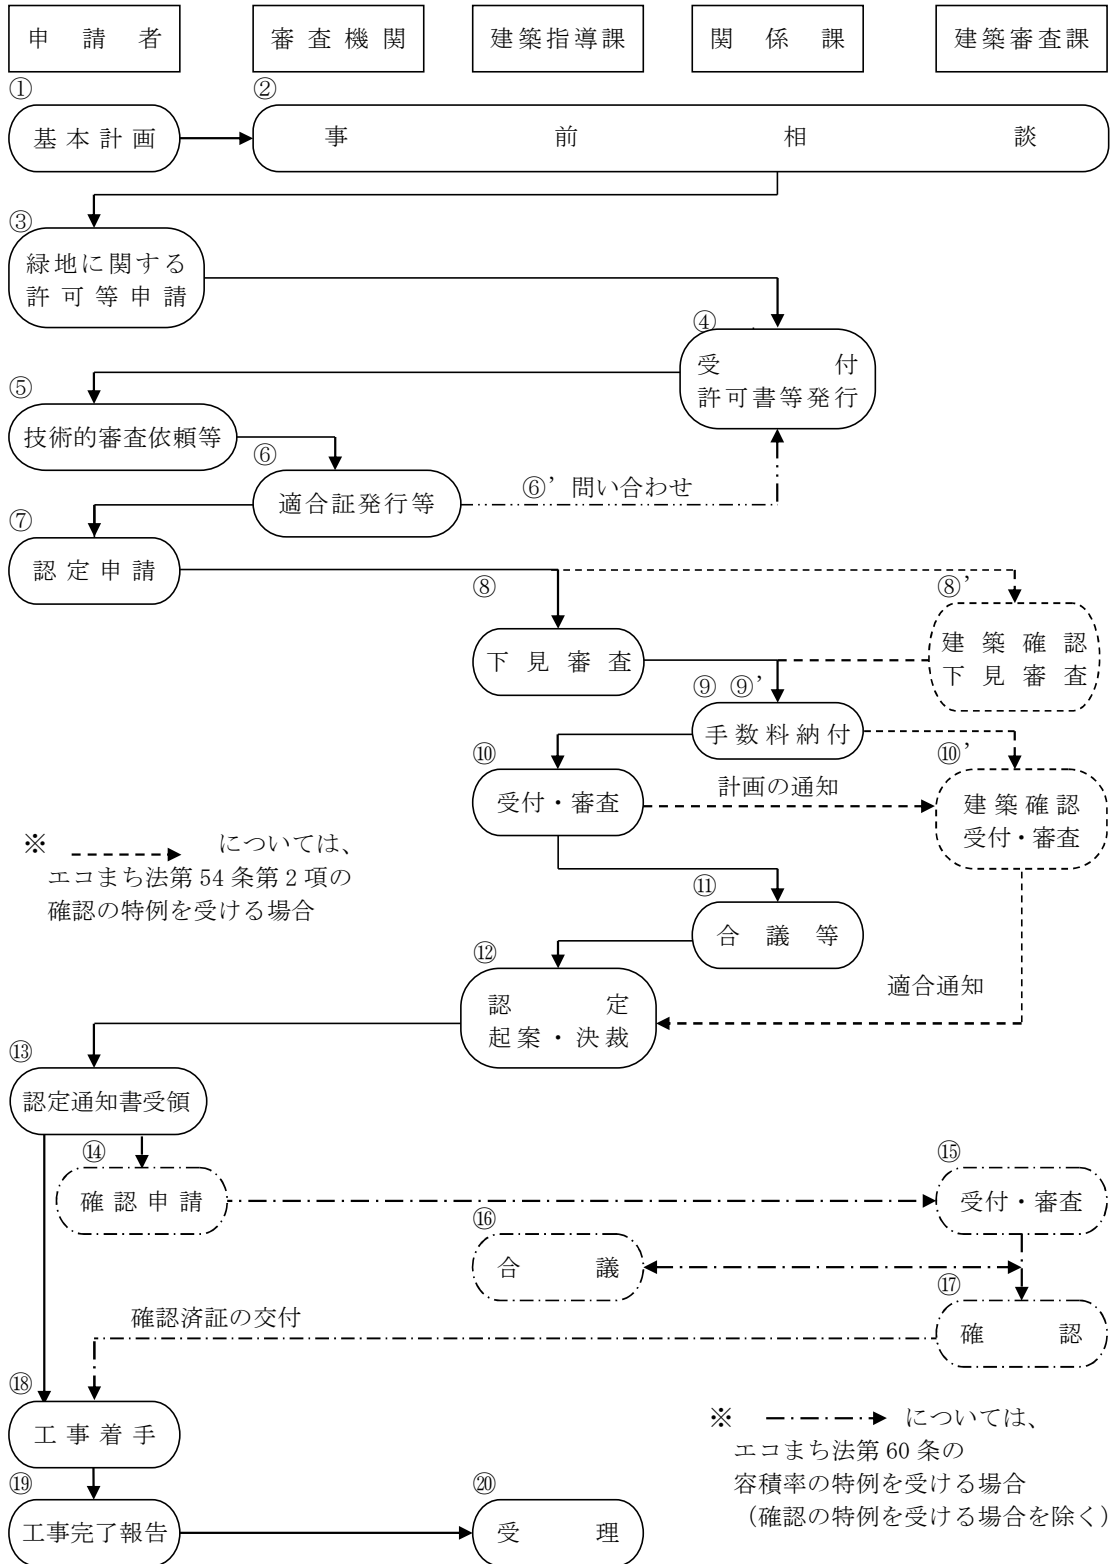 申請者 審査機関 建築指導課 関係課 建築審査課
① ②
基本計画 事前相談
③
緑地に関する
許可等申請
④
受付
許可書等発行
⑤
技術的審査依頼等
⑥
適合証発行等
⑥’問い合わせ
⑦
認定申請
⑧ ⑧’
下見審査
建築確認
下見審査
⑨ ⑨’
手数料納付
⑩ ⑩’
受付・審査
計画の通知
建築確認
受付・審査
※ については、
エコまち法第54条第2項の
確認の特例を受ける場合
⑪
合議等
⑫
認定
起案・決裁
適合通知
⑬
認定通知書受領
⑭
確認申請
⑮
受付・審査
⑯
合議
⑰
確認
確認済証の交付
⑱
工事着手
※ については、
エコまち法第60条の
容積率の特例を受ける場合
(確認の特例を受ける場合を除く)
⑲ ⑳
工事完了報告 受理